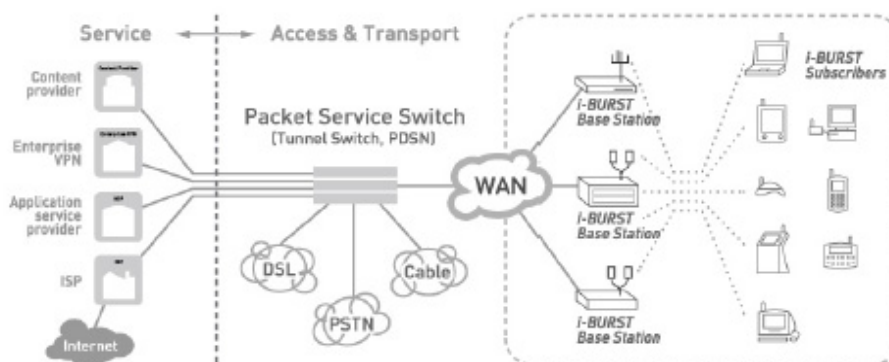 Service
Access & Transport
Content
provider
Enterprise
VPN
Application
service
provider
ISP
Internet
Packet Service Switch
(Tunnel Switch, PDSN)
DSL
PSTN
Cable
WAN
i-BURST
Base Station
i-BURST
Base Station
i-BURST
Base Station
i-BURST
Subscribers